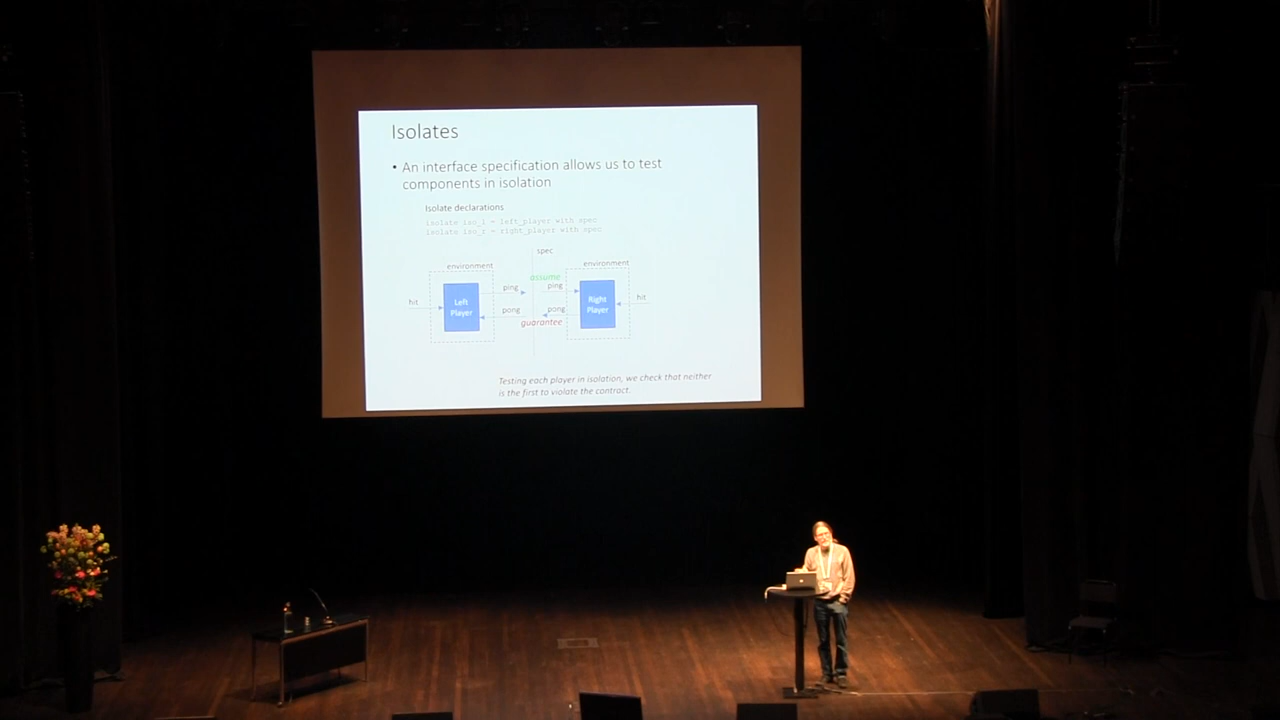 Isolates
• An interface specification allows us to test
components in isolation
Isolate declarations
isolate iso_l = left_player with spec
isolate iso_r = right_player with spec
spec
environment
environment
assume
ping
ping
hit
Left
Player
Right
Player
hit
pong
pong
guarantee
Testing each player in isolation, we check that neither
is the first to violate the contract.